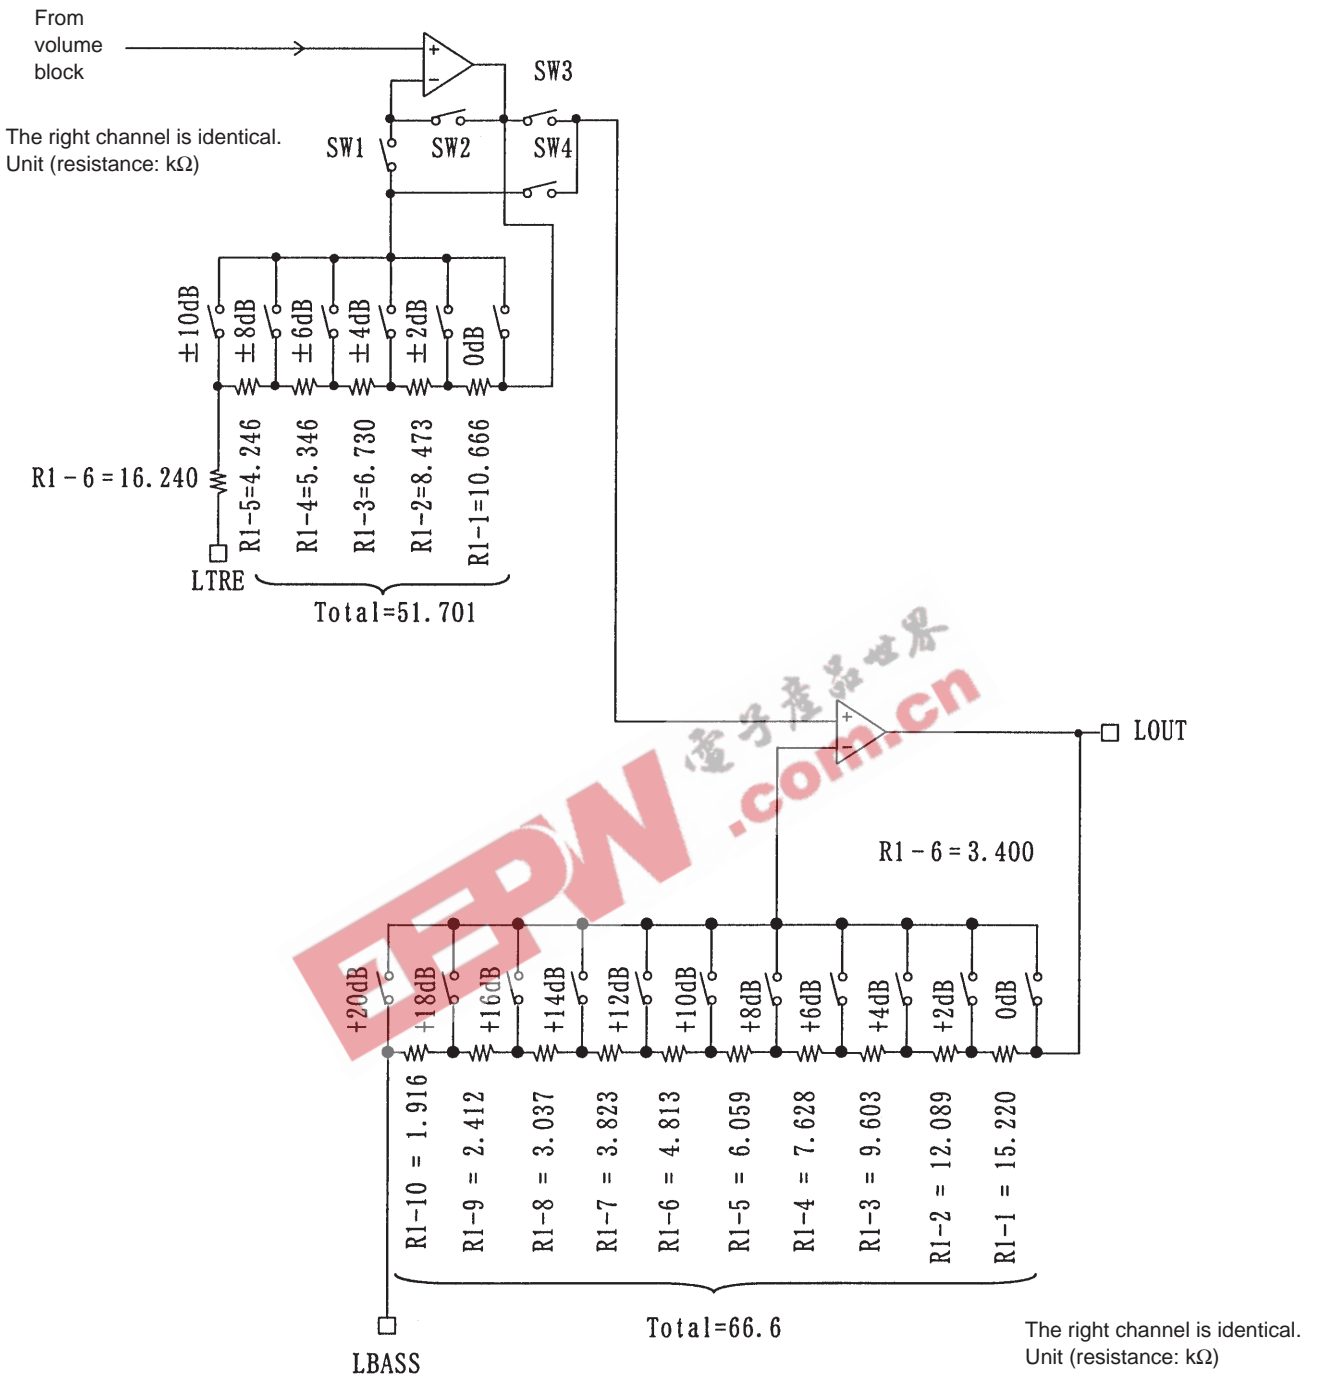 From
volume
block
The right channel is identical.
Unit (resistance: kΩ)
+
−
SW3
SW1
SW2
SW4
±10dB
±8dB
±6dB
±4dB
±2dB
0dB
R1-6=16.240
R1-5=4.246
R1-4=5.346
R1-3=6.730
R1-2=8.473
R1-1=10.666
LTRE
Total=51.701
電子產品世界
EEPW
.com.cn
+
−
LOUT
R1-6=3.400
+20dB
+18dB
+16dB
+14dB
+12dB
+10dB
+8dB
+6dB
+4dB
+2dB
0dB
R1-10 = 1.916
R1-9 = 2.412
R1-8 = 3.037
R1-7 = 3.823
R1-6 = 4.813
R1-5 = 6.059
R1-4 = 7.628
R1-3 = 9.603
R1-2 = 12.089
R1-1 = 15.220
Total=66.6
LBASS
The right channel is identical.
Unit (resistance: kΩ)